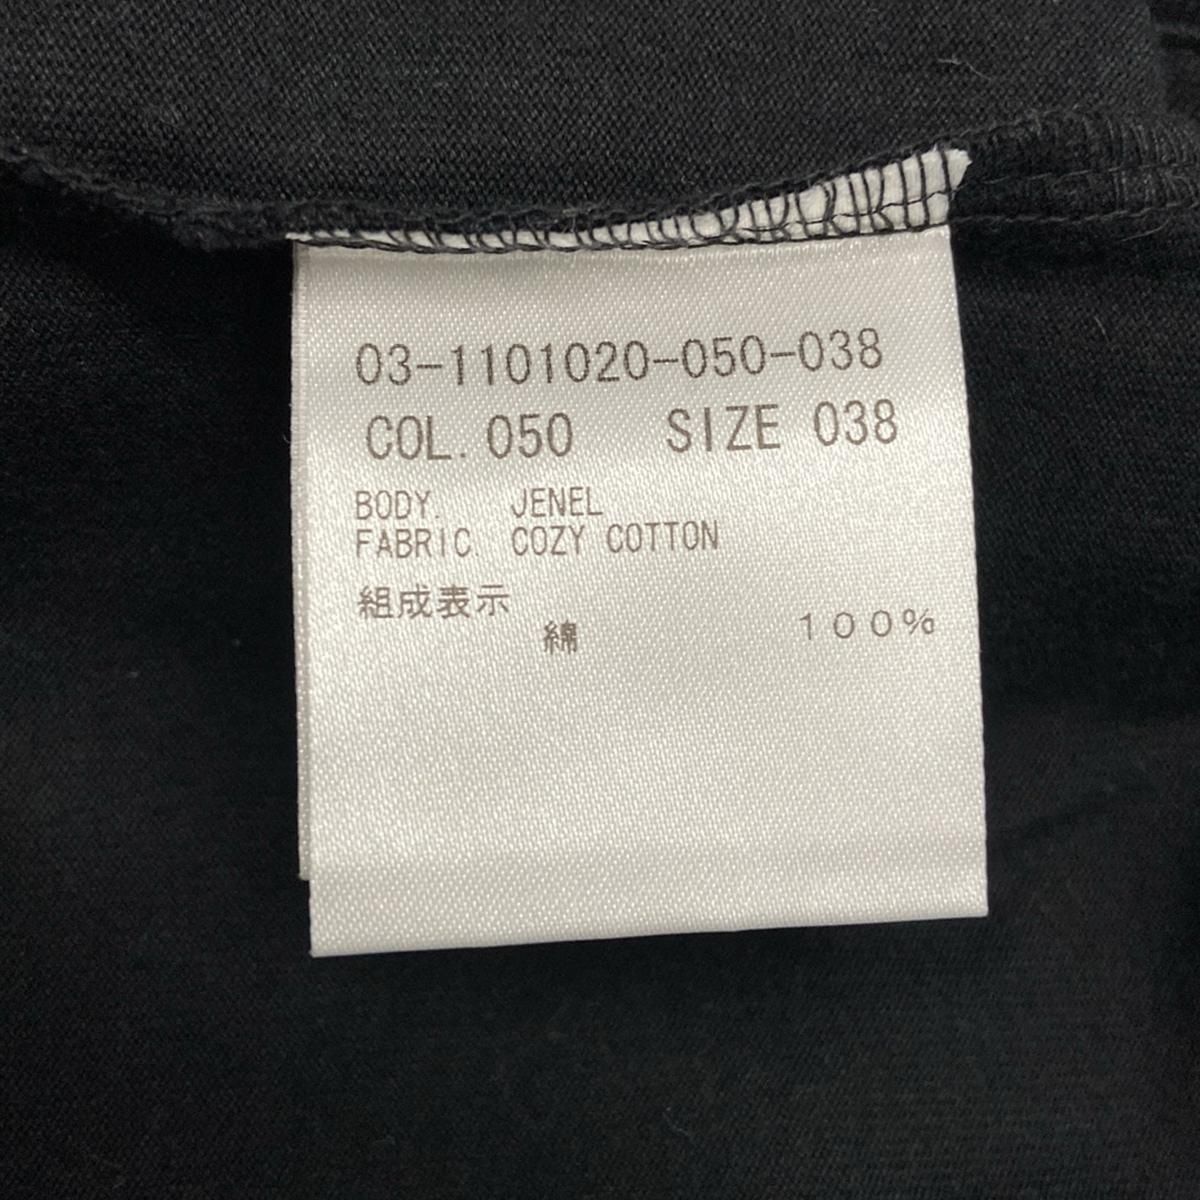 03-1101020-050-038
COL. 050 SIZE 038
BODY. JENEL
FABRIC. COZY COTTON
組成表示
綿 100%